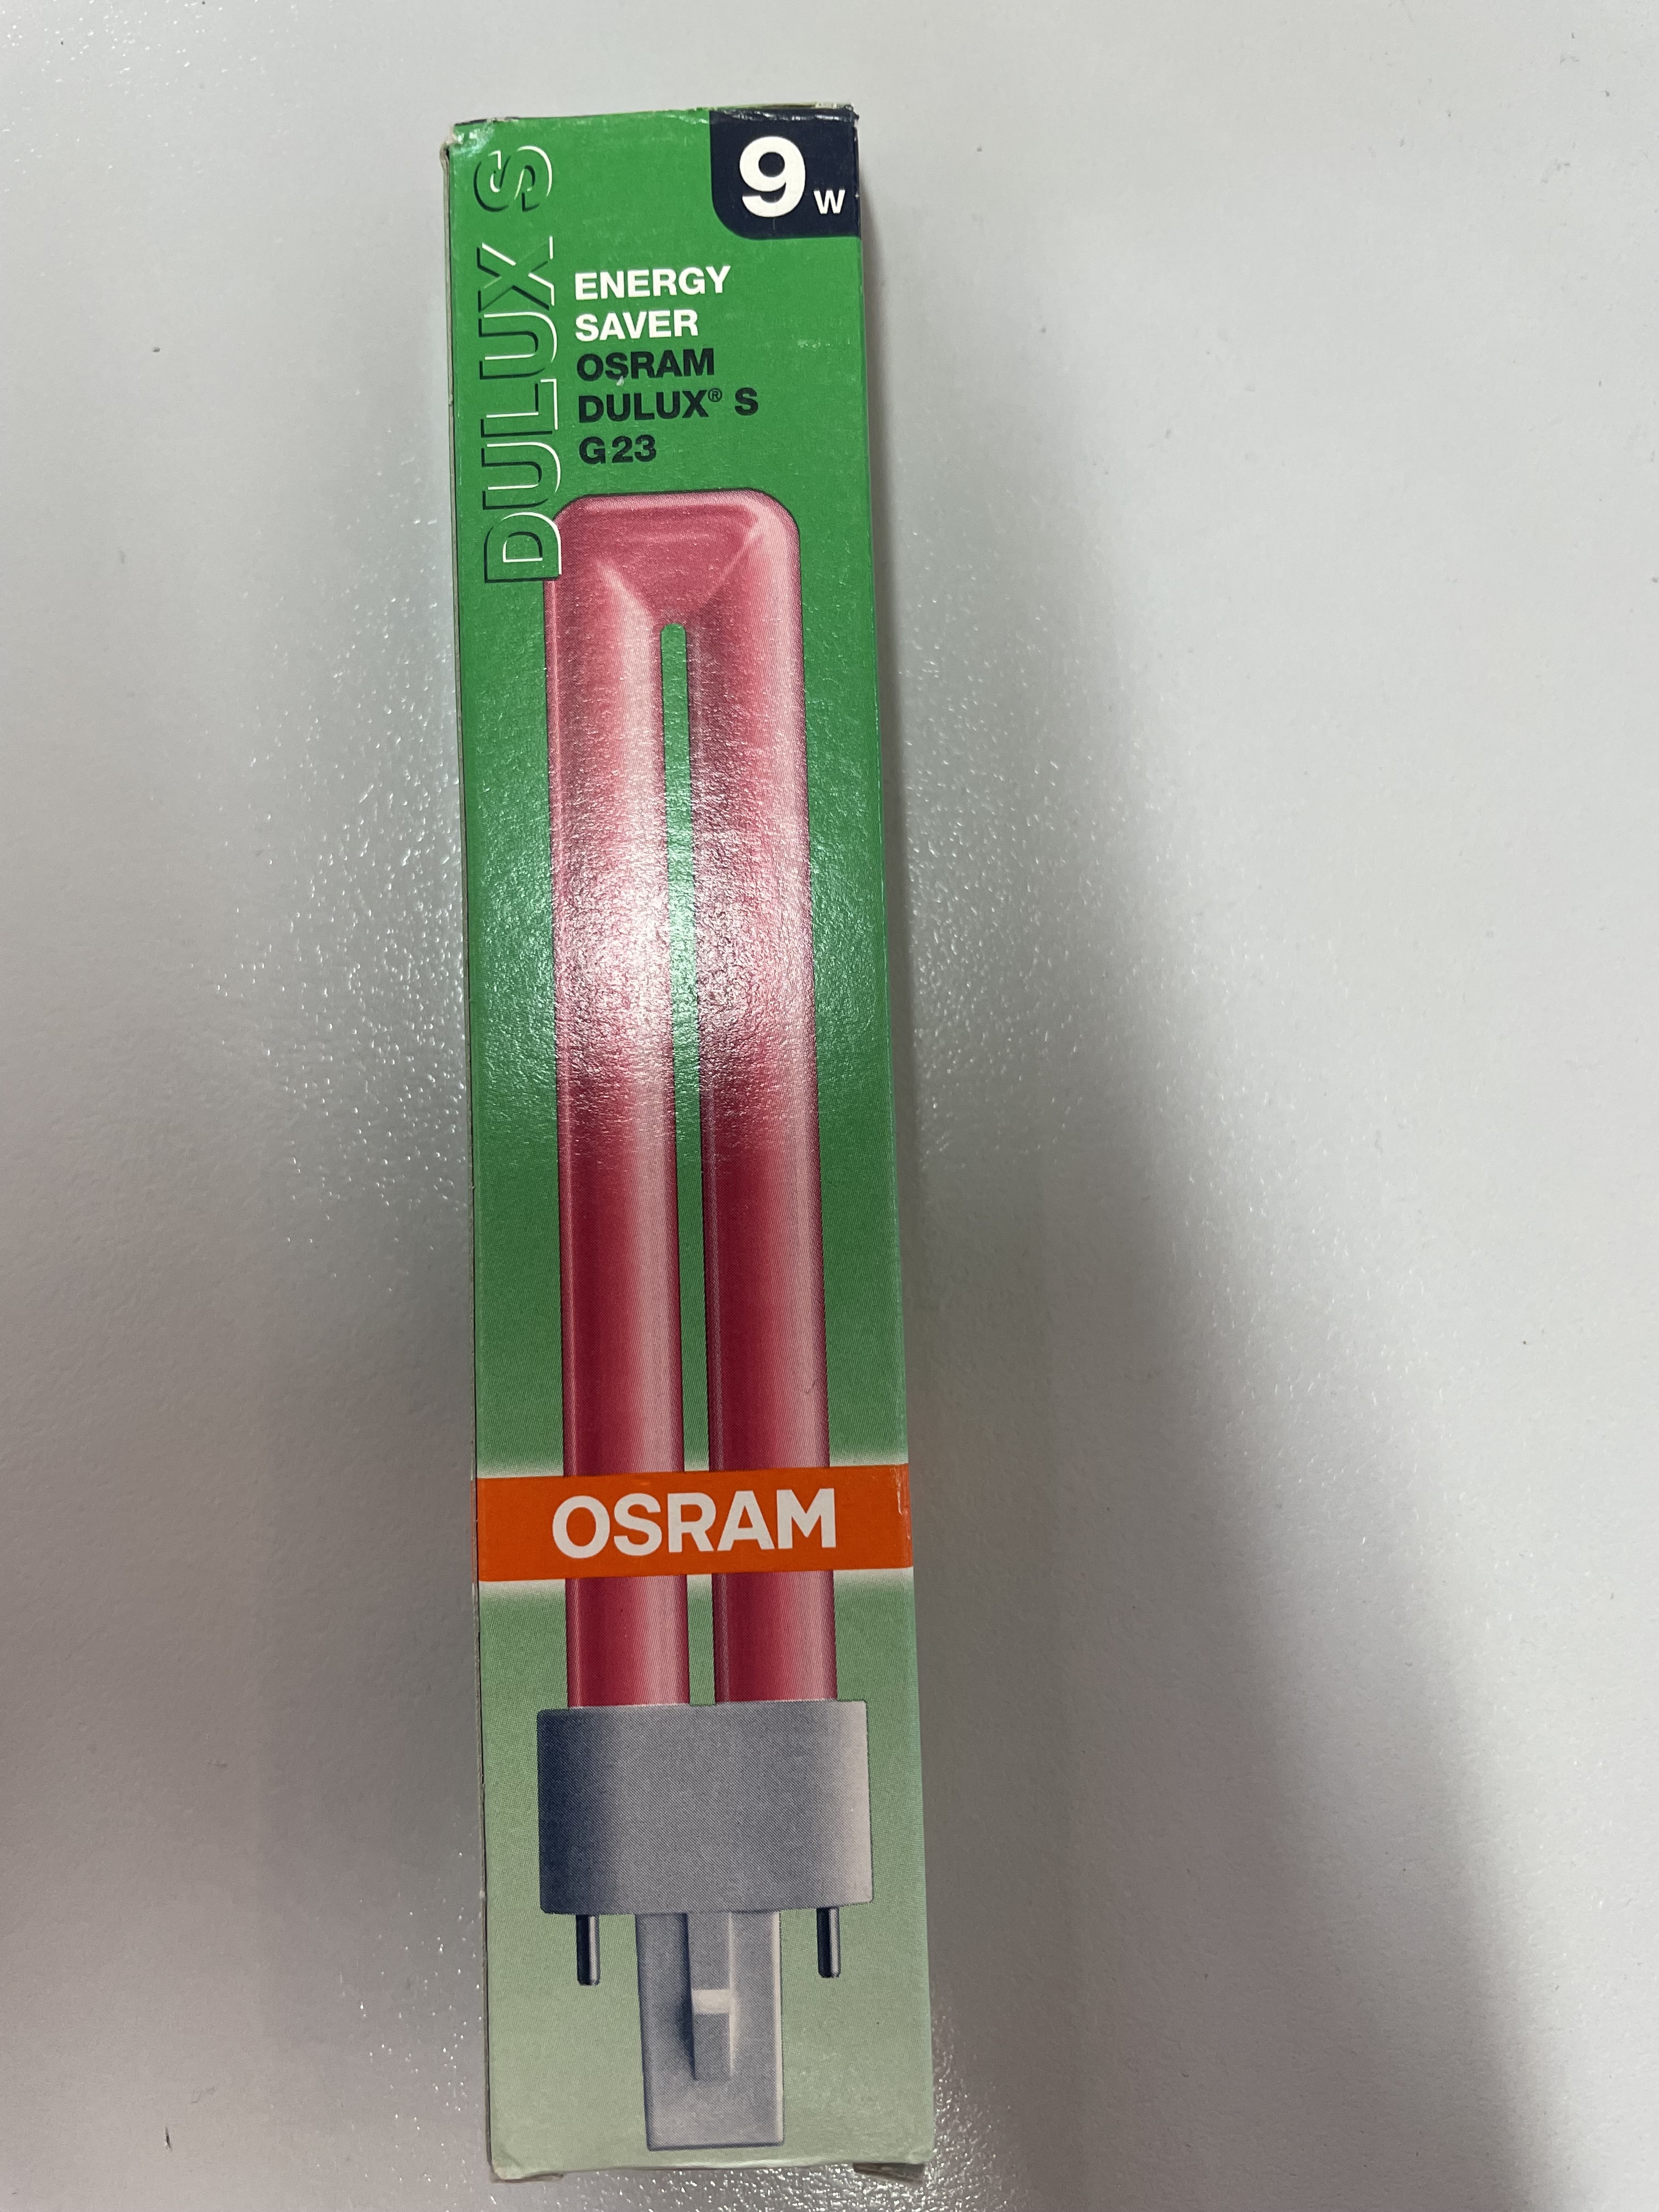 DULUX S
9 W
ENERGY
SAVER
OSRAM
DULUX® S
G23
OSRAM